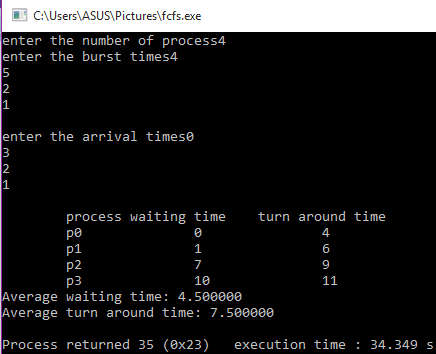 C:\Users\ASUS\Pictures\fcfs.exe
enter the number of process4
enter the burst times4
5
2
1
enter the arrival times0
3
2
1
process waiting time turn around time
p0 0 4
p1 1 6
p2 7 9
p3 10 11
Average waiting time: 4.500000
Average turn around time: 7.500000
Process returned 35 (0x23) execution time : 34.349 s